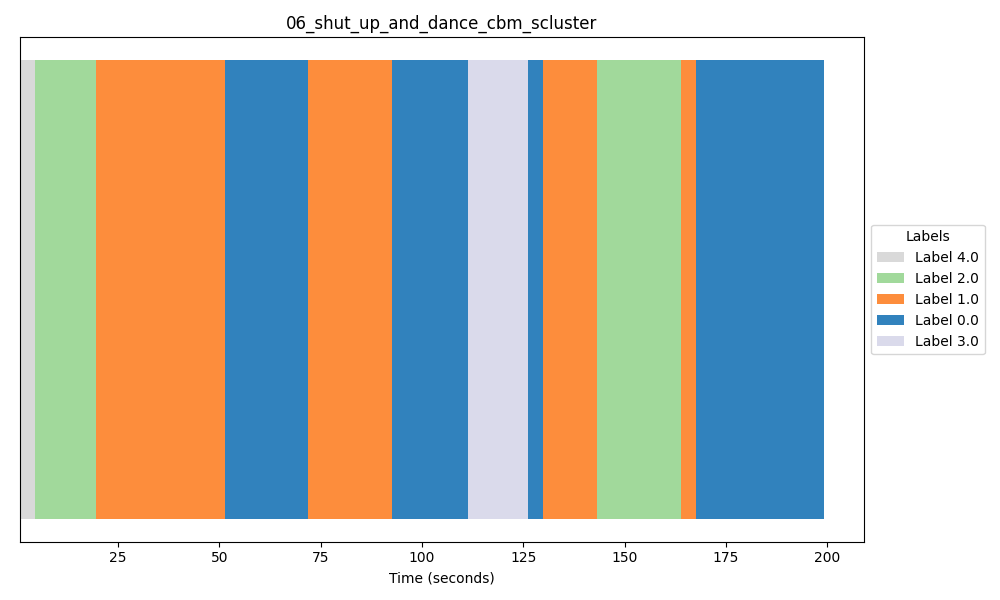 06_shut_up_and_dance_cbm_scluster
Labels
Label 4.0
Label 2.0
Label 1.0
Label 0.0
Label 3.0
25 50 75 100 125 150 175 200
Time (seconds)